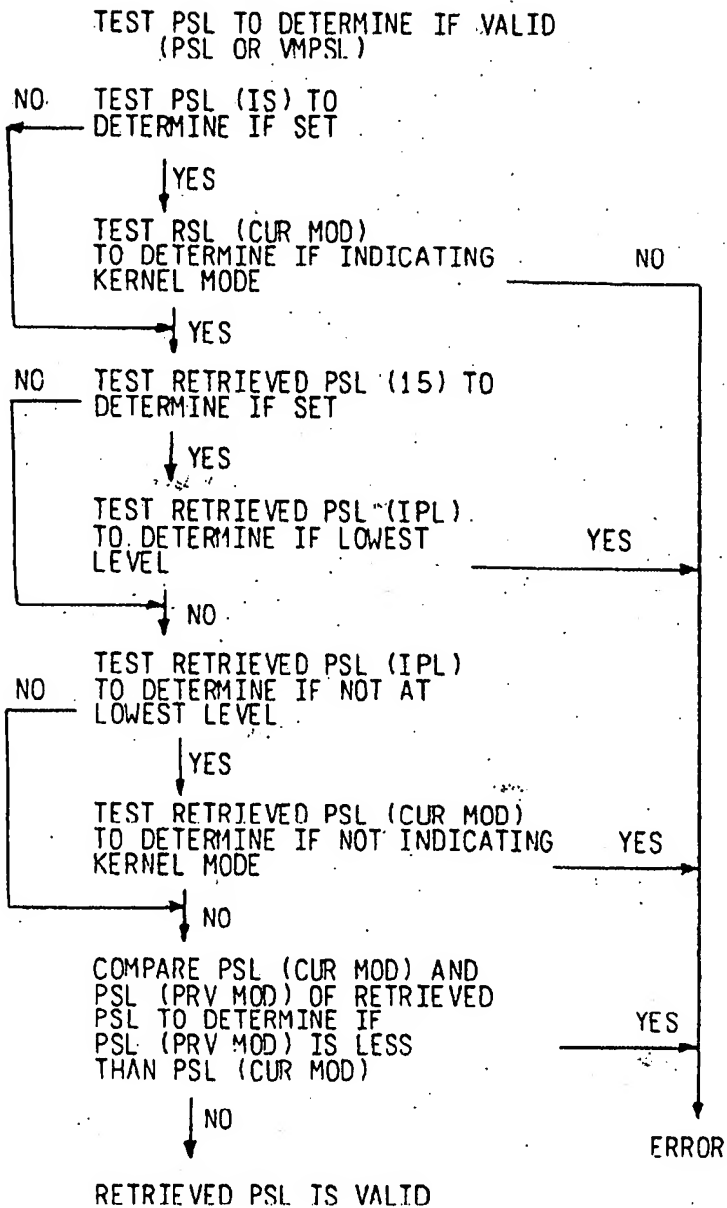 TEST PSL TO DETERMINE IF VALID
(PSL OR VMPSL)
NO
TEST PSL (IS) TO
DETERMINE IF SET
YES
TEST RSL (CUR MOD)
TO DETERMINE IF INDICATING
KERNEL MODE
NO
YES
NO
TEST RETRIEVED PSL (15) TO
DETERMINE IF SET
YES
TEST RETRIEVED PSL (IPL)
TO DETERMINE IF LOWEST
LEVEL
YES
NO
TEST RETRIEVED PSL (IPL)
NO
TO DETERMINE IF NOT AT
LOWEST LEVEL
YES
TEST RETRIEVED PSL (CUR MOD)
TO DETERMINE IF NOT INDICATING
KERNEL MODE
YES
NO
COMPARE PSL (CUR MOD) AND
PSL (PRV MOD) OF RETRIEVED
PSL TO DETERMINE IF
PSL (PRV MOD) IS LESS
THAN PSL (CUR MOD)
YES
NO
ERROR
RETRIEVED PSL IS VALID